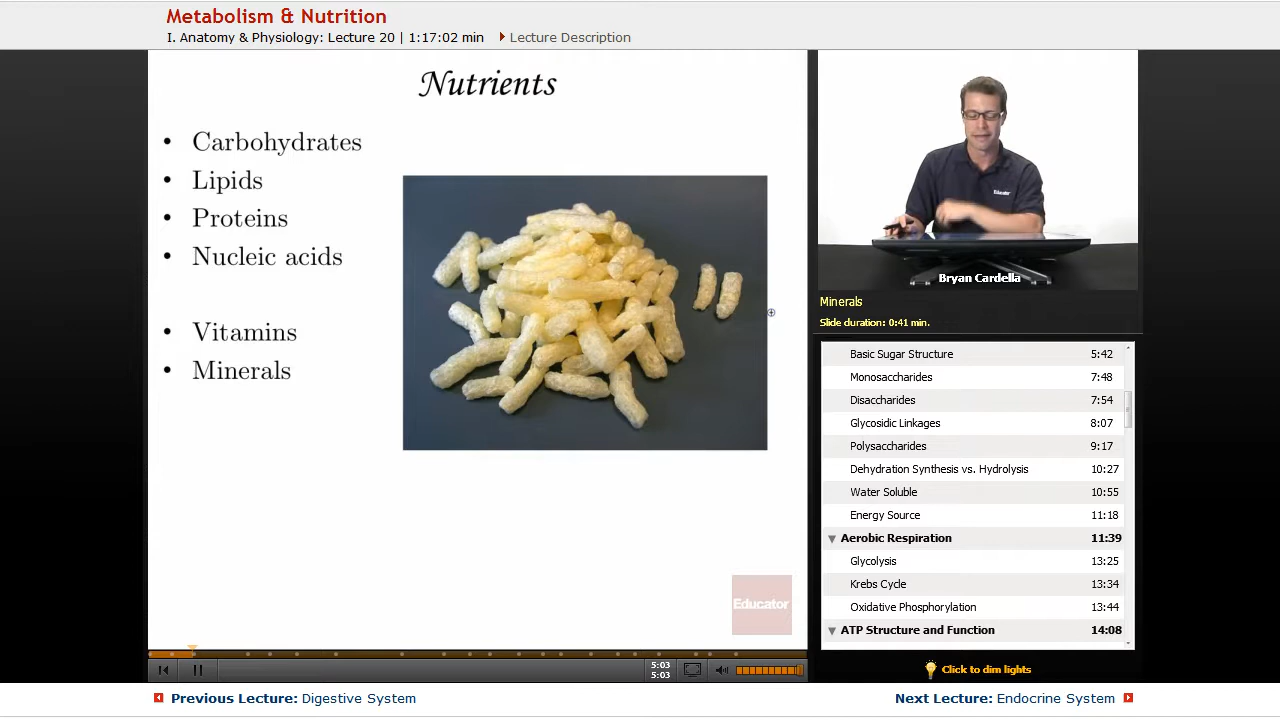 Metabolism & Nutrition
I. Anatomy & Physiology: Lecture 20 | 1:17:02 min
Lecture Description
Nutrients
• Carbohydrates
• Lipids
• Proteins
• Nucleic acids
• Vitamins
• Minerals
Educator
Educator
Bryan Cardella
Minerals
Slide duration: 0:41 min.
Basic Sugar Structure 5:42
Monosaccharides 7:48
Disaccharides 7:54
Glycosidic Linkages 8:07
Polysaccharides 9:17
Dehydration Synthesis vs. Hydrolysis 10:27
Water Soluble 10:55
Energy Source 11:18
Aerobic Respiration 11:39
Glycolysis 13:25
Krebs Cycle 13:34
Oxidative Phosphorylation 13:44
ATP Structure and Function 14:08
5:03
5:03
Click to dim lights
Previous Lecture: Digestive System
Next Lecture: Endocrine System